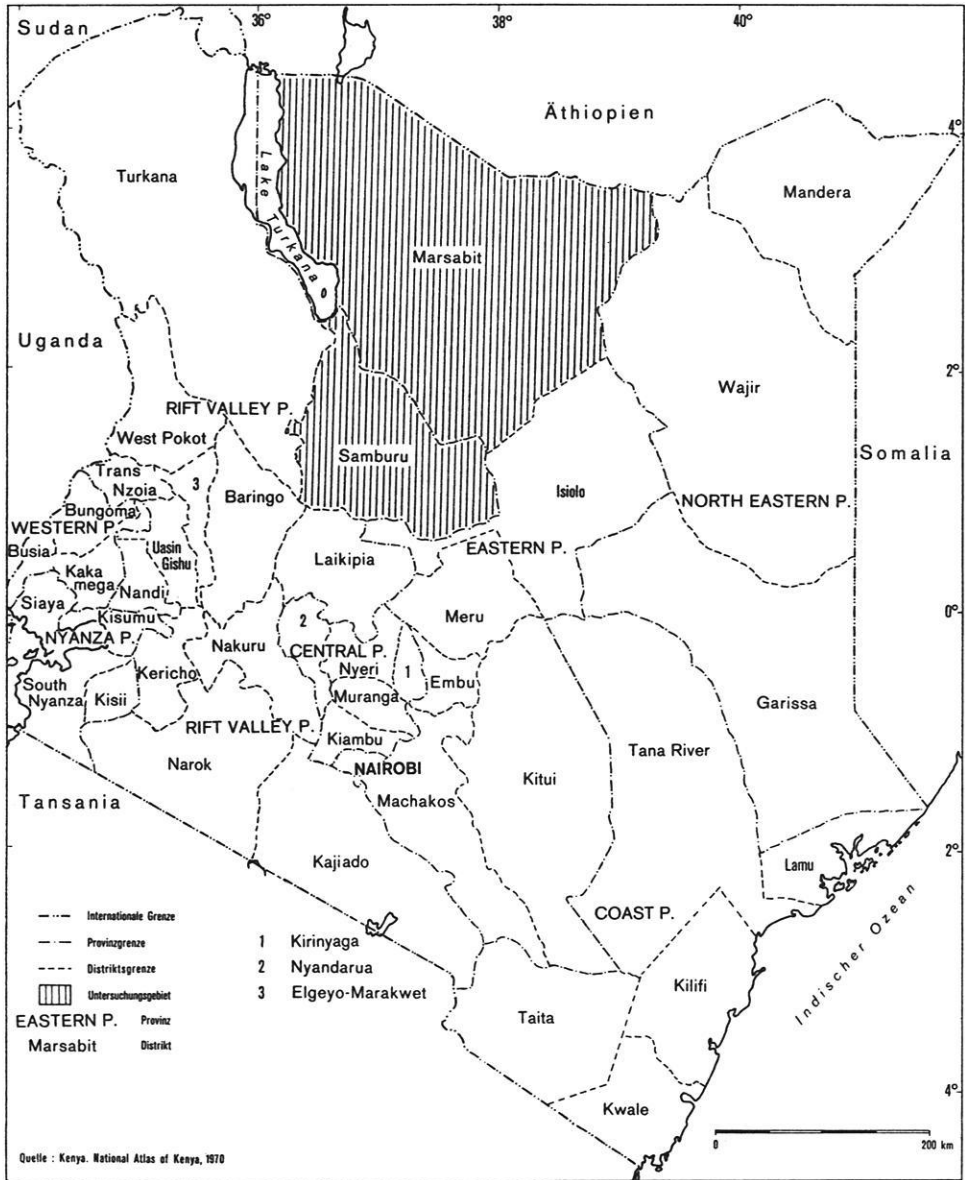 36°
38°
40°
Sudan
Äthiopien
4°
Turkana
Lake Turkana
Mandera
Marsabit
Uganda
2°
Wajir
RIFT VALLEY P.
West Pokot
Samburu
Somalia
Trans
Nzoia
3
Baringo
Isiolo
NORTH EASTERN P.
Bungoma
WESTERN P.
Busia
Uasin
Gishu
Laikipia
EASTERN P.
Kaka
mega
Nandi
Siaya
Kisumu
Meru
0°
NYANZA P.
2
Nakuru
CENTRAL P.
Kericho
Nyeri
1
Embu
South
Nyanza
Kisii
Muranga
Garissa
RIFT VALLEY P.
Kiambu
Tana River
Narok
NAIROBI
Kitui
Tansania
Machakos
Kajiado
Lamu
2°
COAST P.
Indischer Ozean
Kilifi
Taita
Kwale
4°
Internationale Grenze
Provinzgrenze
Distriktsgrenze
Untersuchungsgebiet
EASTERN P. Provinz
Marsabit Distrikt
1 Kirinyaga
2 Nyandarua
3 Elgeyo-Marakwet
0 200 km
Quelle : Kenya. National Atlas of Kenya, 1970